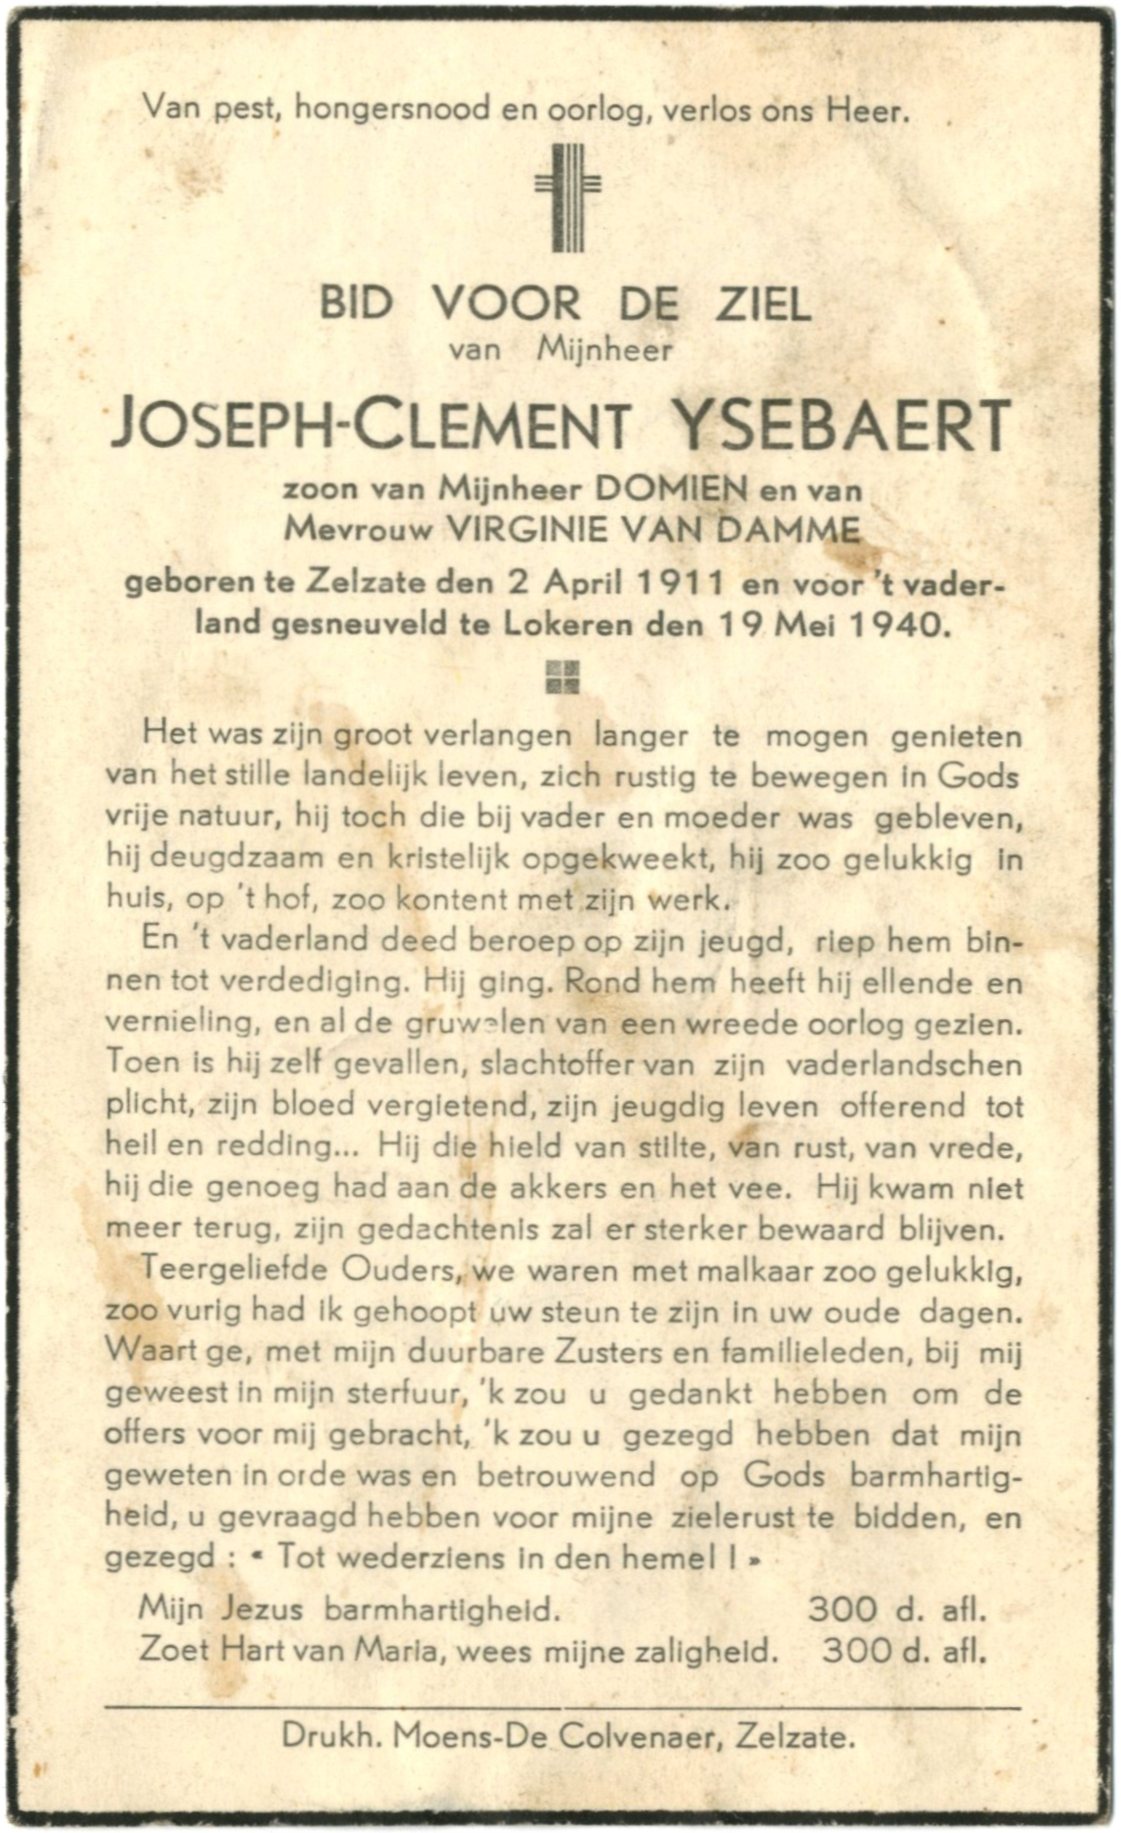 Van pest, hongersnood en oorlog, verlos ons Heer.
BID VOOR DE ZIEL
van Mijnheer
JOSEPH-CLEMENT YSEBAERT
zoon van Mijnheer DOMIEN en van
Mevrouw VIRGINIE VAN DAMME
geboren te Zelzate den 2 April 1911 en voor 't vader-
land gesneuveld te Lokeren den 19 Mei 1940.
Het was zijn groot verlangen langer te mogen genieten
van het stille landelijk leven, zich rustig te bewegen in Gods
vrije natuur, hij toch die bij vader en moeder was gebleven,
hij deugdzaam en kristelijk opgekweekt, hij zoo gelukkig in
huis, op 't hof, zoo kontent met zijn werk.
En 't vaderland deed beroep op zijn jeugd, riep hem bin-
nen tot verdediging. Hij ging. Rond hem heeft hij ellende en
vernieling, en al de gruwelen van een wreede oorlog gezien.
Toen is hij zelf gevallen, slachtoffer van zijn vaderlandschen
plicht, zijn bloed vergietend, zijn jeugdig leven offerend tot
heil en redding... Hij die hield van stilte, van rust, van vrede,
hij die genoeg had aan de akkers en het vee. Hij kwam niet
meer terug, zijn gedachtenis zal er sterker bewaard blijven.
Teergeliefde Ouders, we waren met malkaar zoo gelukkig,
zoo vurig had ik gehoopt uw steun te zijn in uw oude dagen.
Waart ge, met mijn duurbare Zusters en familieleden, bij mij
geweest in mijn sterfuur, 'k zou u gedankt hebben om de
offers voor mij gebracht, 'k zou u gezegd hebben dat mijn
geweten in orde was en betrouwend op Gods barmhartig-
heid, u gevraagd hebben voor mijne zielerust te bidden, en
gezegd : « Tot wederziens in den hemel ! »
Mijn Jezus barmhartigheid. 300 d. afl.
Zoet Hart van Maria, wees mijne zaligheid. 300 d. afl.
Drukh. Moens-De Colvenaer, Zelzate.